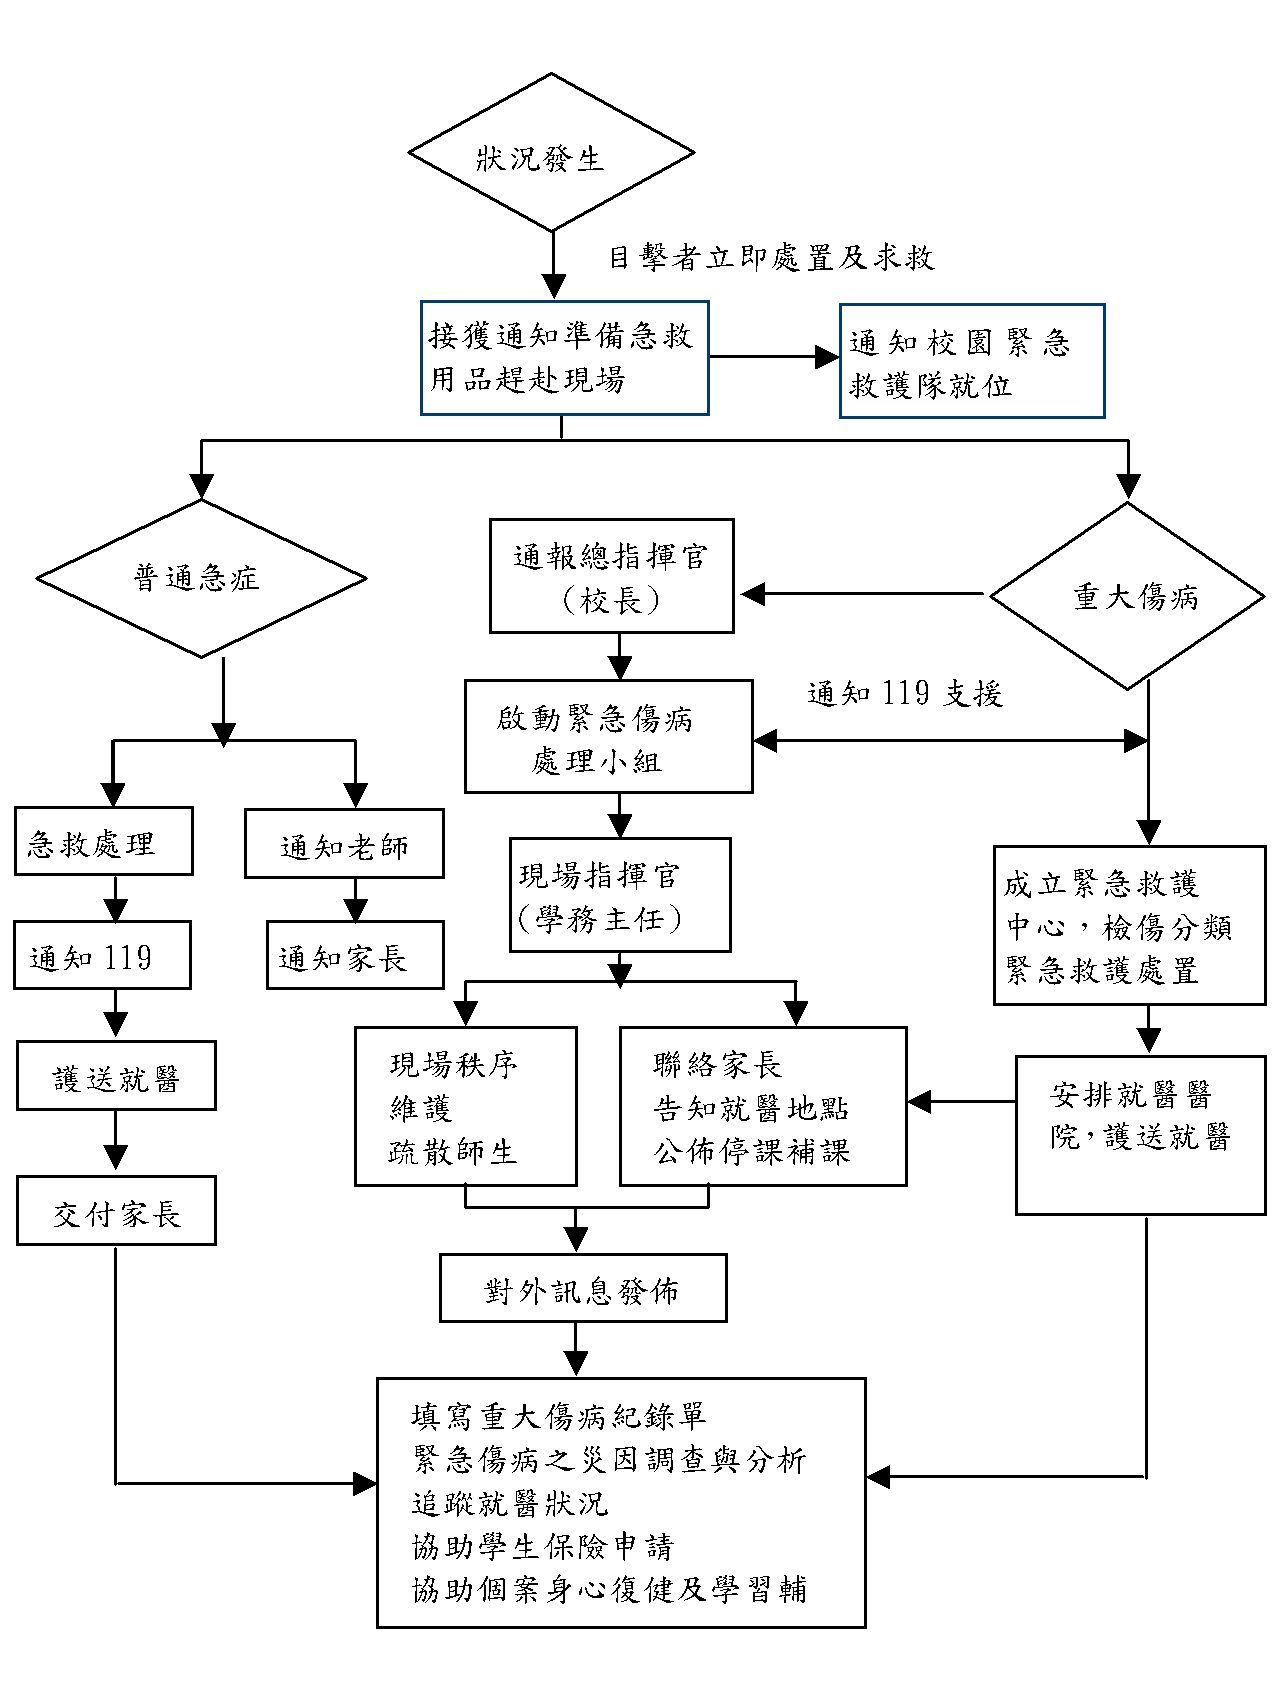 狀況發生
目擊者立即處置及求救
接獲通知準備急救
用品趕赴現場
通知校園緊急
救護隊就位
普通急症
通報總指揮官
(校長)
重大傷病
啟動緊急傷病
處理小組
通知 119 支援
急救處理
通知老師
現場指揮官
(學務主任)
成立緊急救護
中心，檢傷分類
緊急救護處置
通知 119
通知家長
現場秩序
維護
疏散師生
聯絡家長
告知就醫地點
公佈停課補課
安排就醫醫
院，護送就醫
護送就醫
交付家長
對外訊息發佈
填寫重大傷病紀錄單
緊急傷病之災因調查與分析
追蹤就醫狀況
協助學生保險申請
協助個案身心復健及學習輔